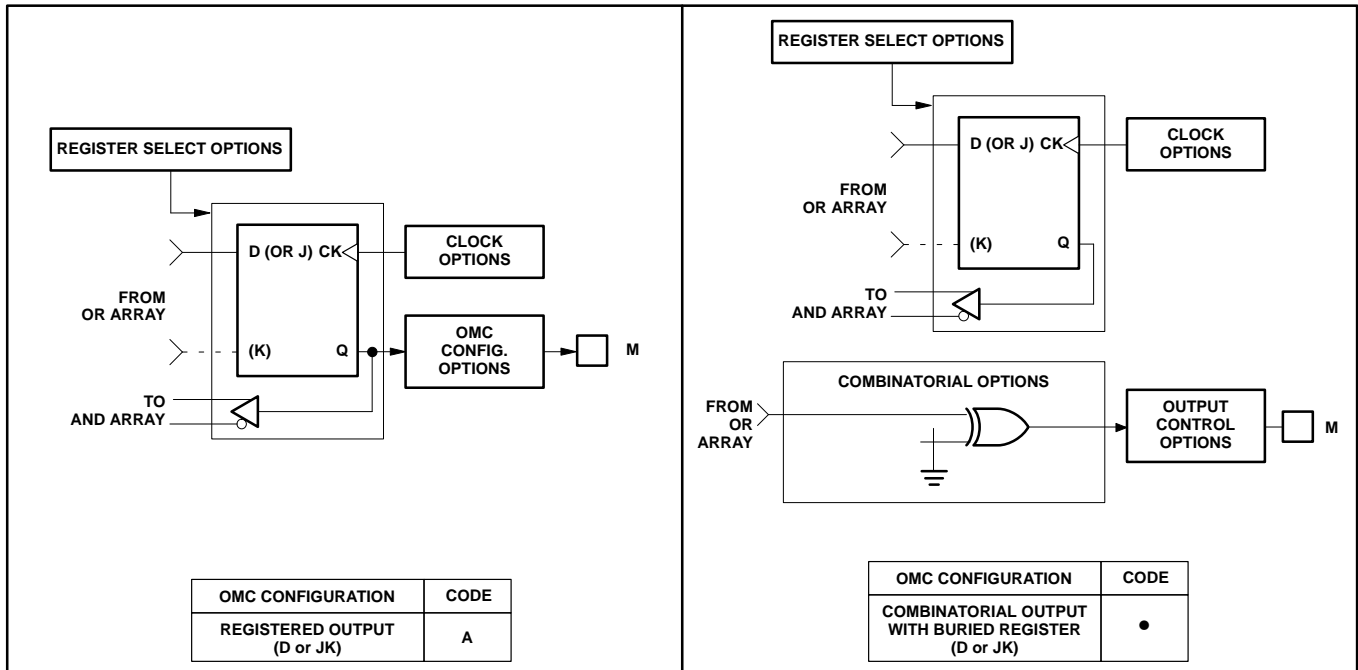 REGISTER SELECT OPTIONS
D (OR J) CK
CLOCK
OPTIONS
FROM
OR ARRAY
(K)
Q
OMC
CONFIG.
OPTIONS
M
TO
AND ARRAY
OMC CONFIGURATION CODE
REGISTERED OUTPUT
(D or JK)
A
REGISTER SELECT OPTIONS
D (OR J) CK
CLOCK
OPTIONS
FROM
OR ARRAY
(K)
Q
TO
AND ARRAY
COMBINATORIAL OPTIONS
FROM
OR
ARRAY
OUTPUT
CONTROL
OPTIONS
M
OMC CONFIGURATION CODE
COMBINATORIAL OUTPUT
WITH BURIED REGISTER
(D or JK)
●